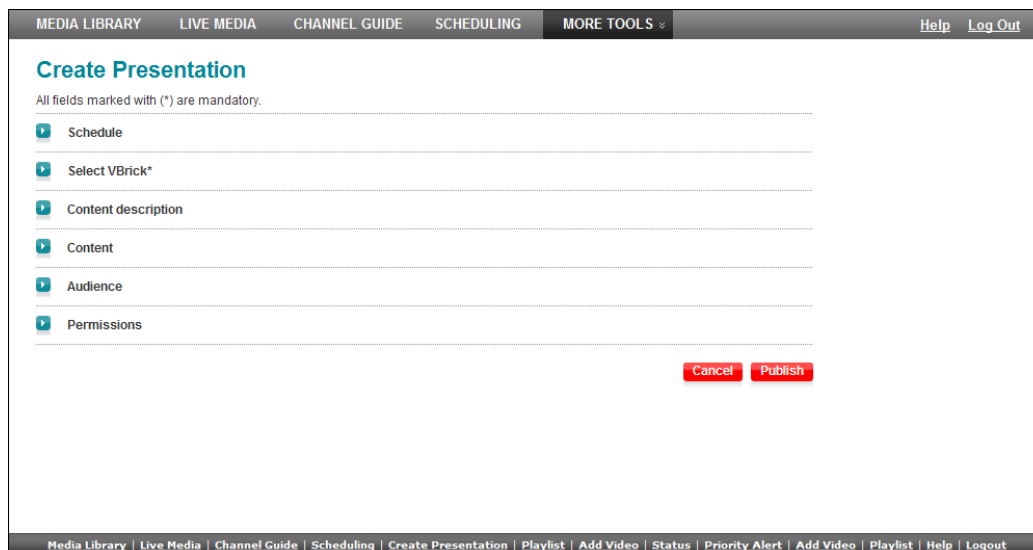 MEDIA LIBRARY LIVE MEDIA CHANNEL GUIDE SCHEDULING MORE TOOLS Help Log Out
Create Presentation
All fields marked with (*) are mandatory.
Schedule
Select VBrick*
Content description
Content
Audience
Permissions
Cancel Publish
Media Library | Live Media | Channel Guide | Scheduling | Create Presentation | Playlist | Add Video | Status | Priority Alert | Add Video | Playlist | Help | Logout